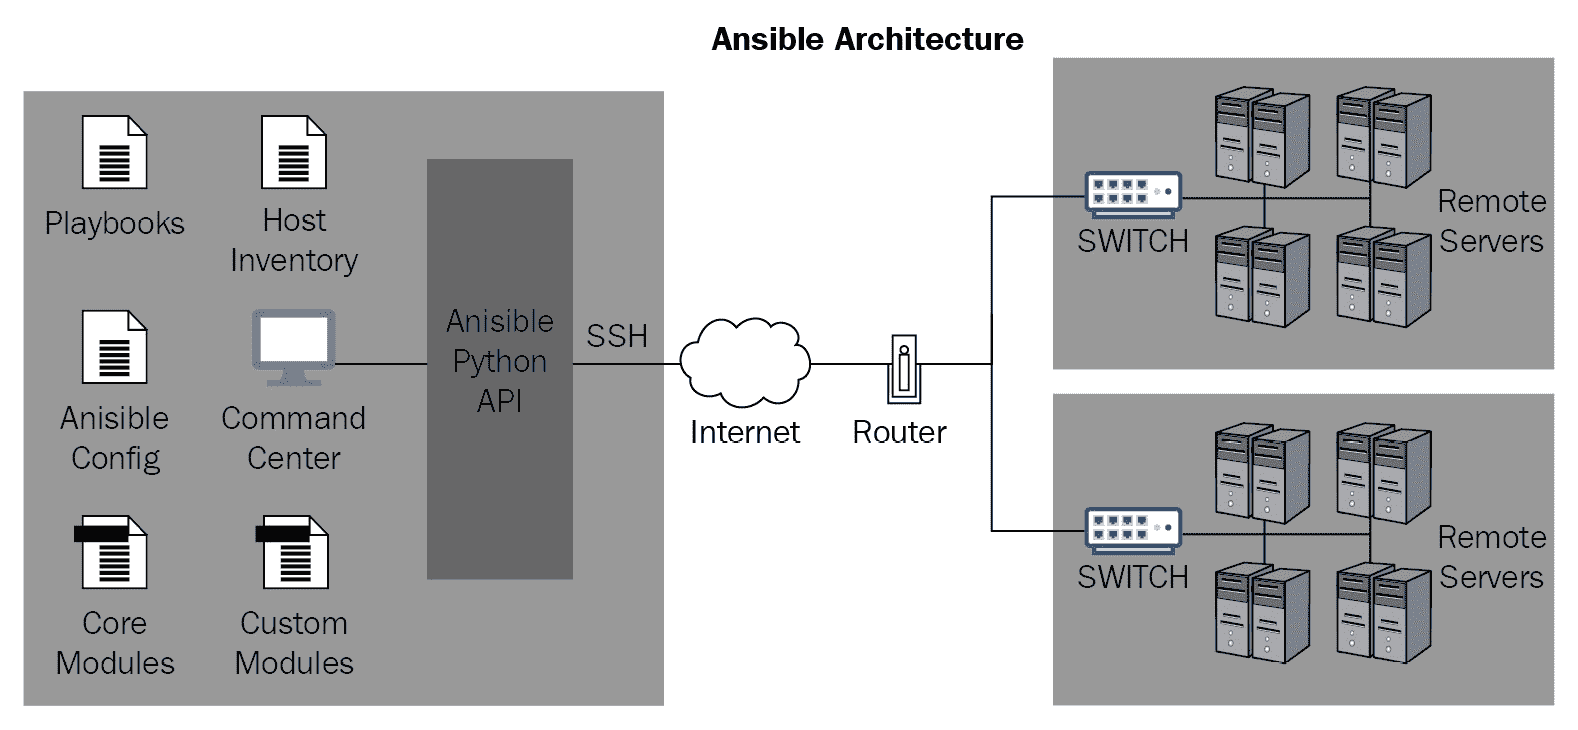 Ansible Architecture
Playbooks
Host
Inventory
Anisible
Config
Command
Center
Core
Modules
Custom
Modules
Anisible
Python
API
SSH
Internet
Router
SWITCH
Remote
Servers
SWITCH
Remote
Servers